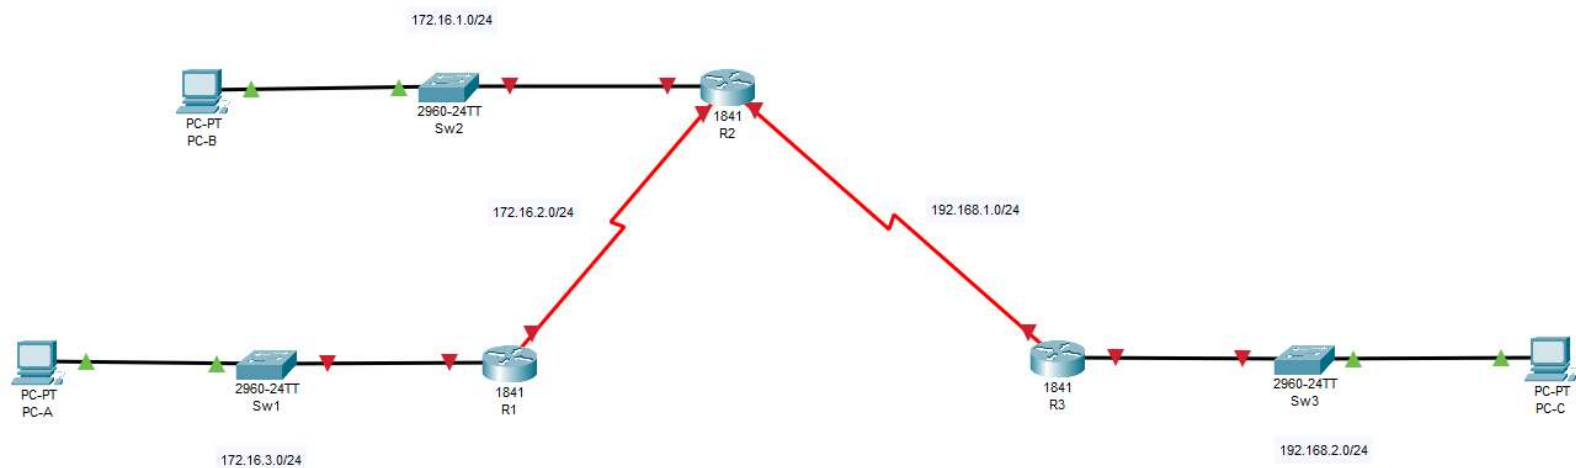 172.16.1.0/24
PC-PT
PC-B
2960-24TT
Sw2
1841
R2
172.16.2.0/24
192.168.1.0/24
PC-PT
PC-A
2960-24TT
Sw1
1841
R1
1841
R3
2960-24TT
Sw3
PC-PT
PC-C
172.16.3.0/24
192.168.2.0/24